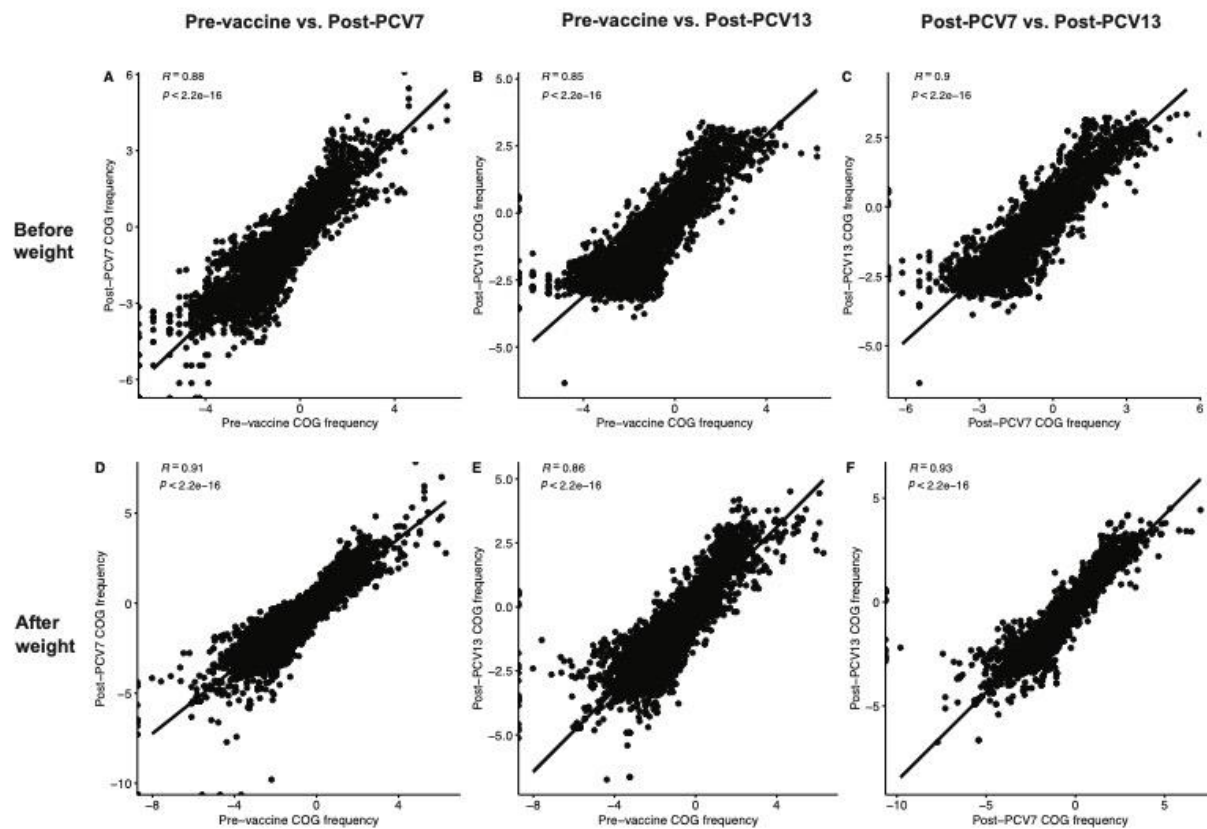 Pre-vaccine vs. Post-PCV7
Pre-vaccine vs. Post-PCV13
Post-PCV7 vs. Post-PCV13
Before
weight
A
R = 0.88
p < 2.2e−16
6
3
0
−3
−6
Post−PCV7 COG frequency
−4
0
4
Pre−vaccine COG frequency
B
R = 0.85
p < 2.2e−16
5.0
2.5
0.0
−2.5
−5.0
Post−PCV13 COG frequency
−4
0
4
Pre−vaccine COG frequency
C
R = 0.9
p < 2.2e−16
2.5
0.0
−2.5
−5.0
Post−PCV13 COG frequency
−6
−3
0
3
6
Post−PCV7 COG frequency
After
weight
D
R = 0.91
p < 2.2e−16
5
0
−5
−10
Post−PCV7 COG frequency
−8
−4
0
4
Pre−vaccine COG frequency
E
R = 0.86
p < 2.2e−16
5.0
2.5
0.0
−2.5
−5.0
Post−PCV13 COG frequency
−8
−4
0
4
Pre−vaccine COG frequency
F
R = 0.93
p < 2.2e−16
5
0
−5
Post−PCV13 COG frequency
−10
−5
0
5
Post−PCV7 COG frequency